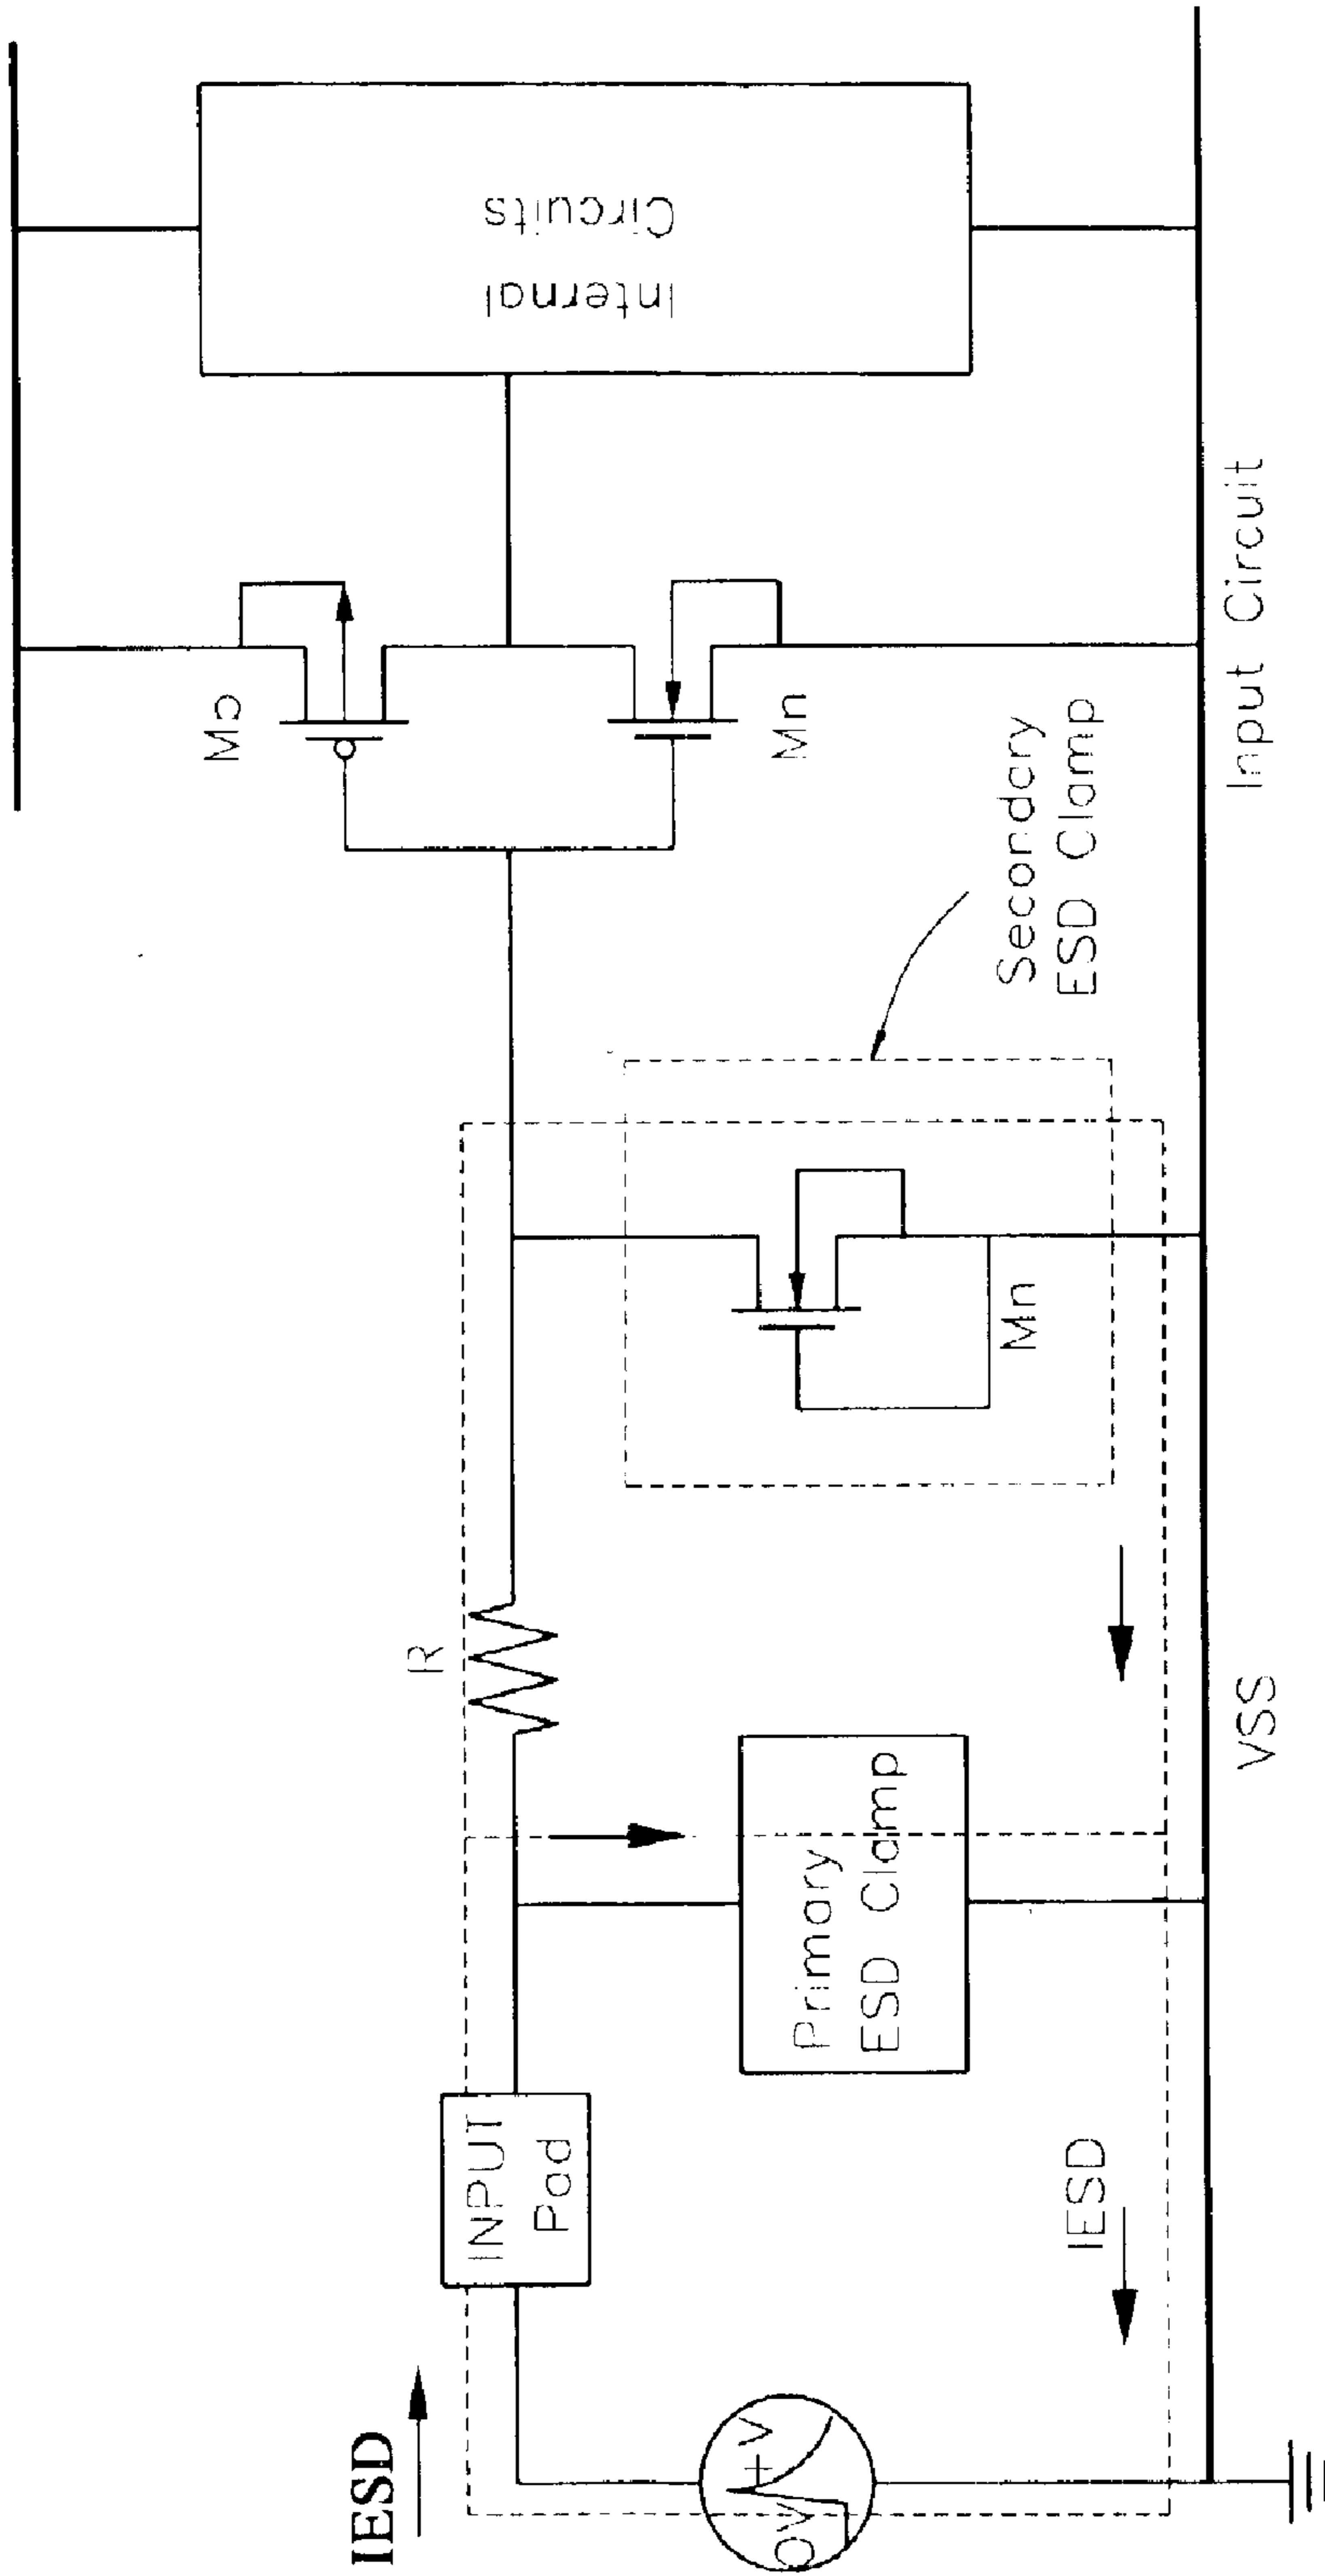 IESD
INPUT
Pad
0V
+V
IESD
Primary
ESD Clamp
R
VSS
Mn
Secondary
ESD Clamp
Mp
Mn
Internal
Circuits
Input Circuit